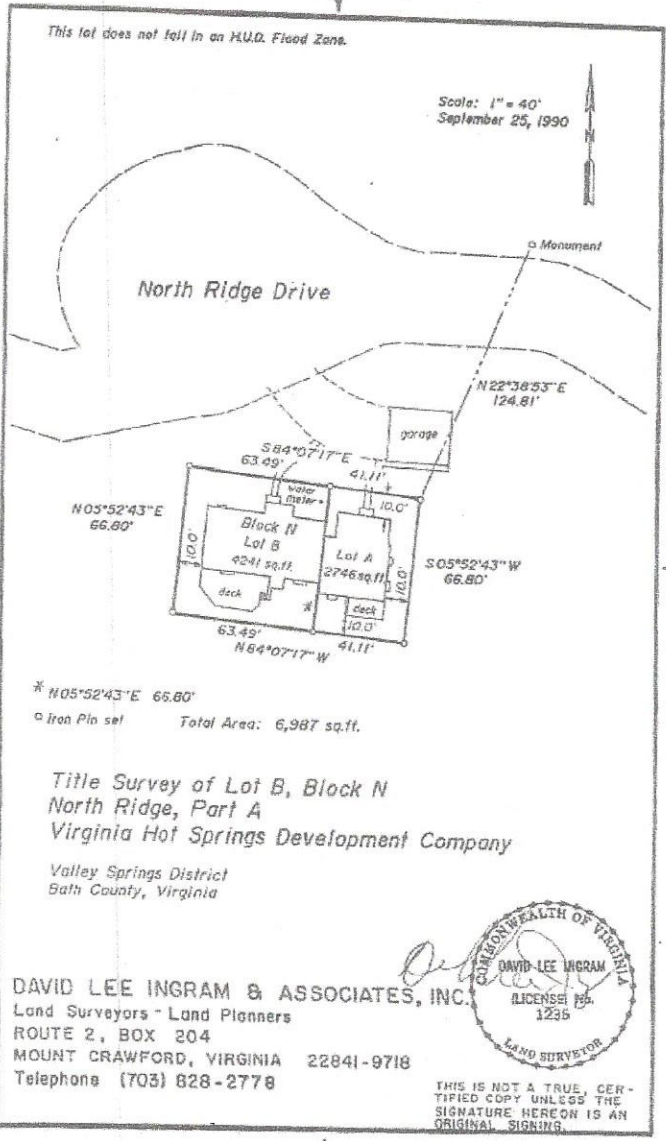 This lot does not fall in an H.U.D. Flood Zone.
Scale: 1" = 40'
September 25, 1990
N
Monument
North Ridge Drive
N 22°38'53" E
124.81'
garage
S 84°07'17" E
63.49'
41.11'
water
meter
10.0'
N 05°52'43" E
66.80'
Block N
Lot B
4241 sq.ft.
Lot A
2746 sq.ft.
10.0'
10.0'
S 05°52'43" W
66.80'
deck
deck
10.0'
*
63.49'
41.11'
N 84°07'17" W
* N 05°52'43" E 66.80'
Iron Pin set
Total Area: 6,987 sq.ft.
Title Survey of Lot B, Block N
North Ridge, Part A
Virginia Hot Springs Development Company
Valley Springs District
Bath County, Virginia
COMMONWEALTH OF VIRGINIA
DAVID LEE INGRAM
LICENSE No.
1236
LAND SURVEYOR
DAVID LEE INGRAM & ASSOCIATES, INC.
Land Surveyors - Land Planners
ROUTE 2, BOX 204
MOUNT CRAWFORD, VIRGINIA 22841-9718
Telephone (703) 828-2778
THIS IS NOT A TRUE, CER-
TIFIED COPY UNLESS THE
SIGNATURE HEREON IS AN
ORIGINAL SIGNING.